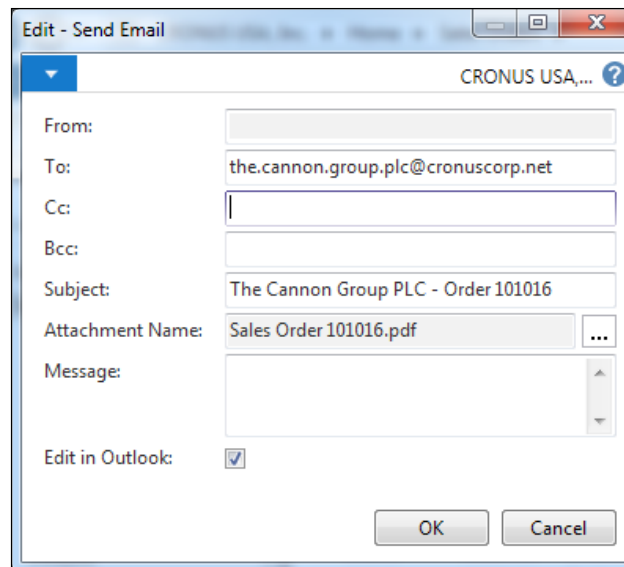 Edit - Send Email
CRONUS USA,... ?
From:
To: the.cannon.group.plc@cronuscorp.net
Cc:
Bcc:
Subject: The Cannon Group PLC - Order 101016
Attachment Name: Sales Order 101016.pdf ...
Message:
Edit in Outlook:
OK Cancel